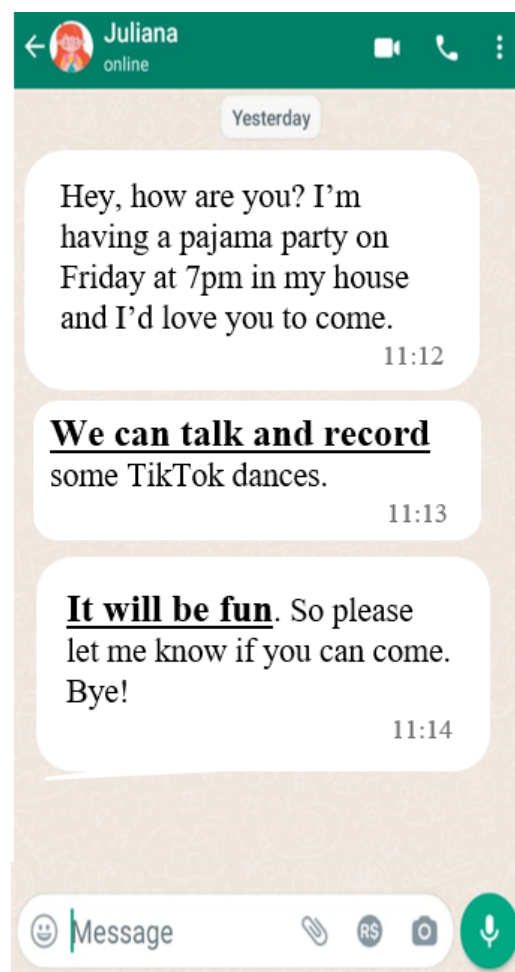 Juliana
online
Yesterday
Hey, how are you? I’m
having a pajama party on
Friday at 7pm in my house
and I’d love you to come.
11:12
We can talk and record
some TikTok dances.
11:13
It will be fun. So please
let me know if you can come.
Bye!
11:14
Message
R$